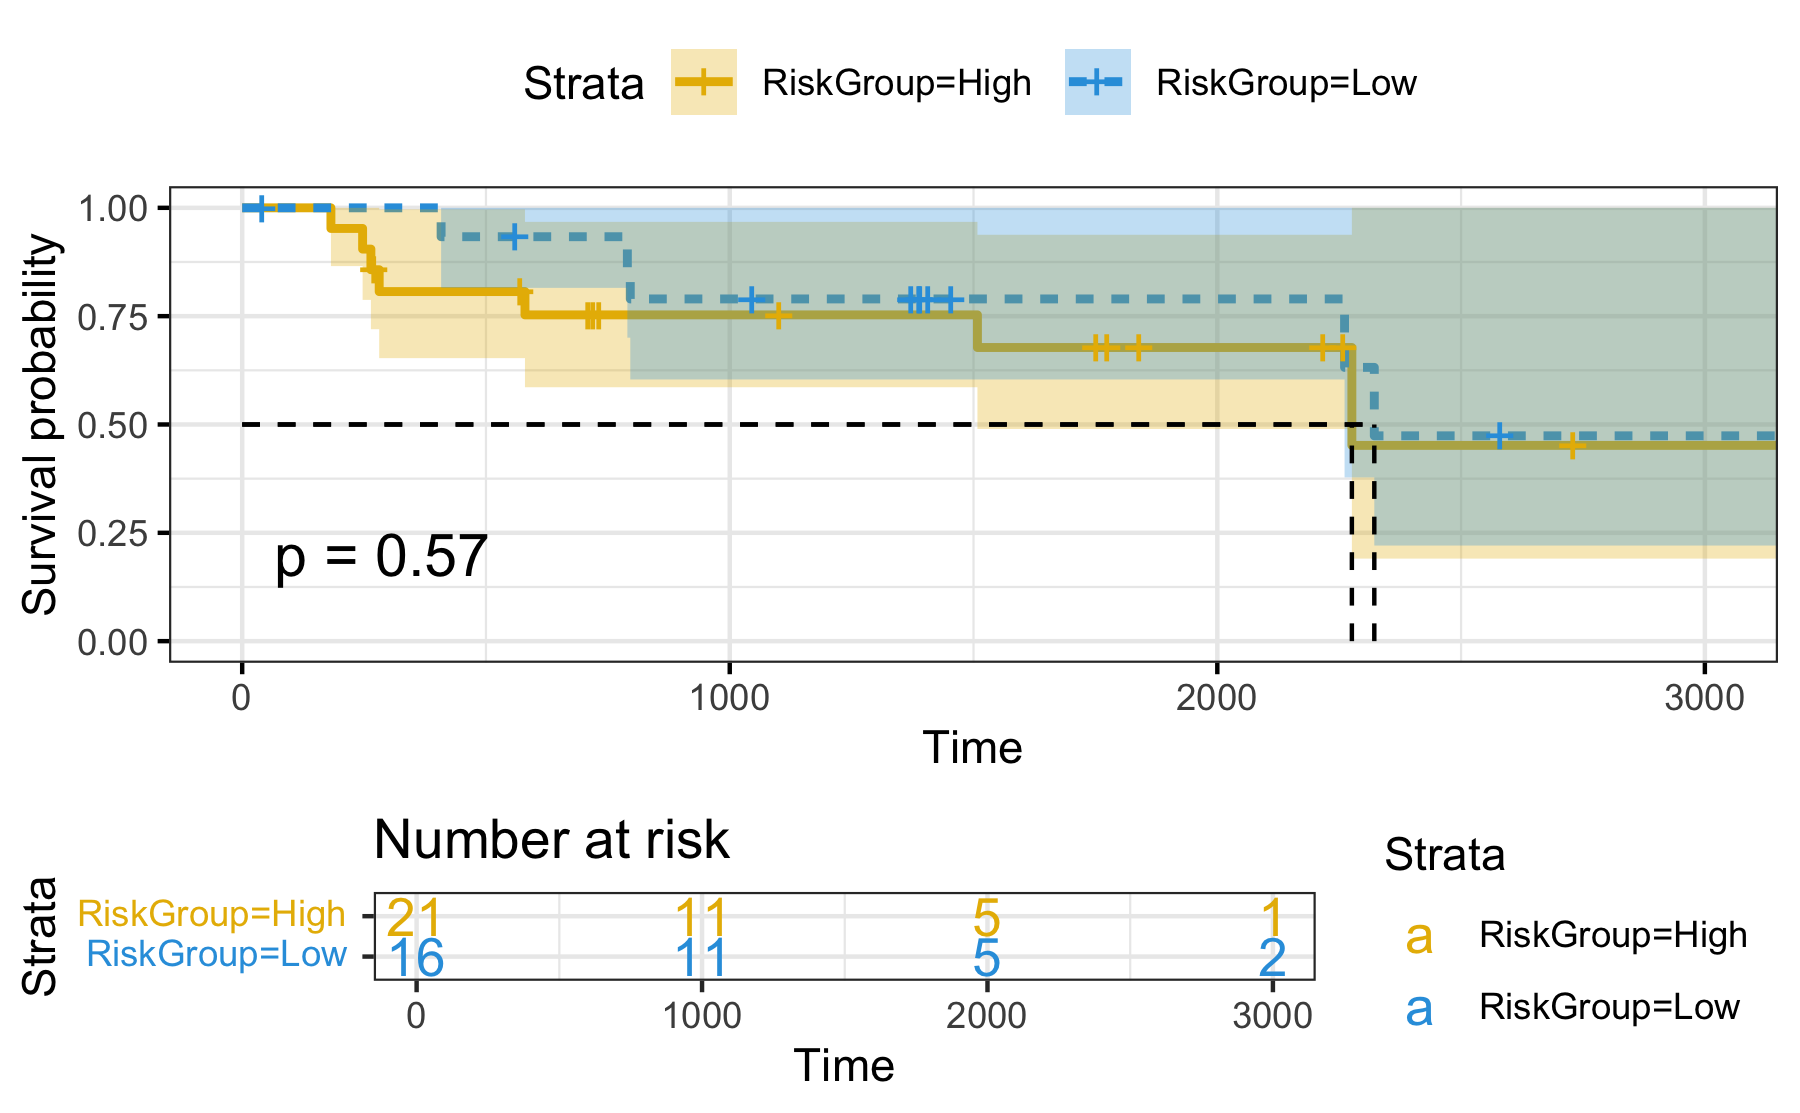 Strata RiskGroup=High RiskGroup=Low
Survival probability
1.00
0.75
0.50
0.25
0.00
p = 0.57
0 1000 2000 3000
Time
Number at risk
Strata
RiskGroup=High 21 11 5 1
RiskGroup=Low 16 11 5 2
0 1000 2000 3000
Time
Strata
a RiskGroup=High
a RiskGroup=Low